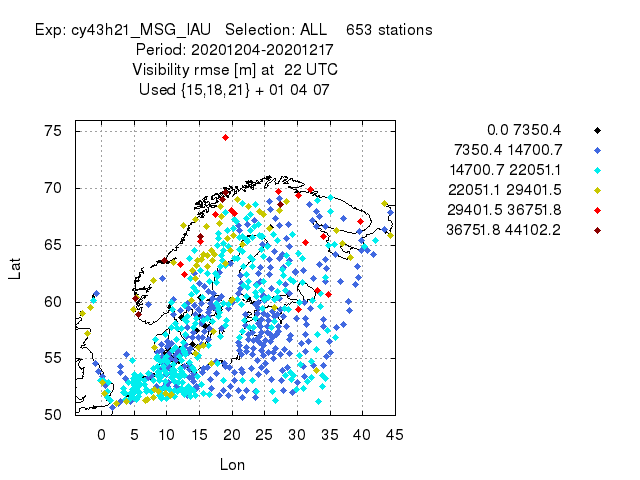 Exp: cy43h21_MSG_IAU   Selection: ALL    653 stations
Period: 20201204-20201217
Visibility rmse [m] at  22 UTC
Used {15,18,21} + 01 04 07
75
70
65
60
55
50
Lat
0 5 10 15 20 25 30 35 40 45
Lon
0.0 7350.4
7350.4 14700.7
14700.7 22051.1
22051.1 29401.5
29401.5 36751.8
36751.8 44102.2